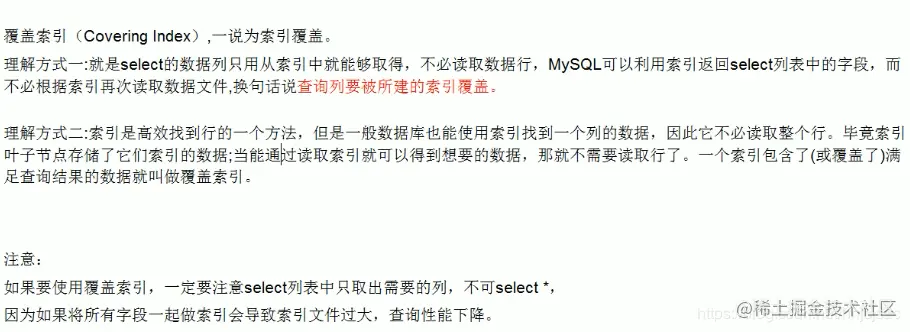 覆盖索引（Covering Index）,一说为索引覆盖。
理解方式一:就是select的数据列只用从索引中就能够取得，不必读取数据行，MySQL可以利用索引返回select列表中的字段，而
不必根据索引再次读取数据文件,换句话说查询列要被所建的索引覆盖。
理解方式二:索引是高效找到行的一个方法，但是一般数据库也能使用索引找到一个列的数据，因此它不必读取整个行。毕竟索引
叶子节点存储了它们索引的数据;当能通过读取索引就可以得到想要的数据，那就不需要读取行了。一个索引包含了(或覆盖了)满
足查询结果的数据就叫做覆盖索引。
注意：
如果要使用覆盖索引，一定要注意select列表中只取出需要的列，不可select *，
因为如果将所有字段一起做索引会导致索引文件过大，查询性能下降。
@稀土掘金技术社区